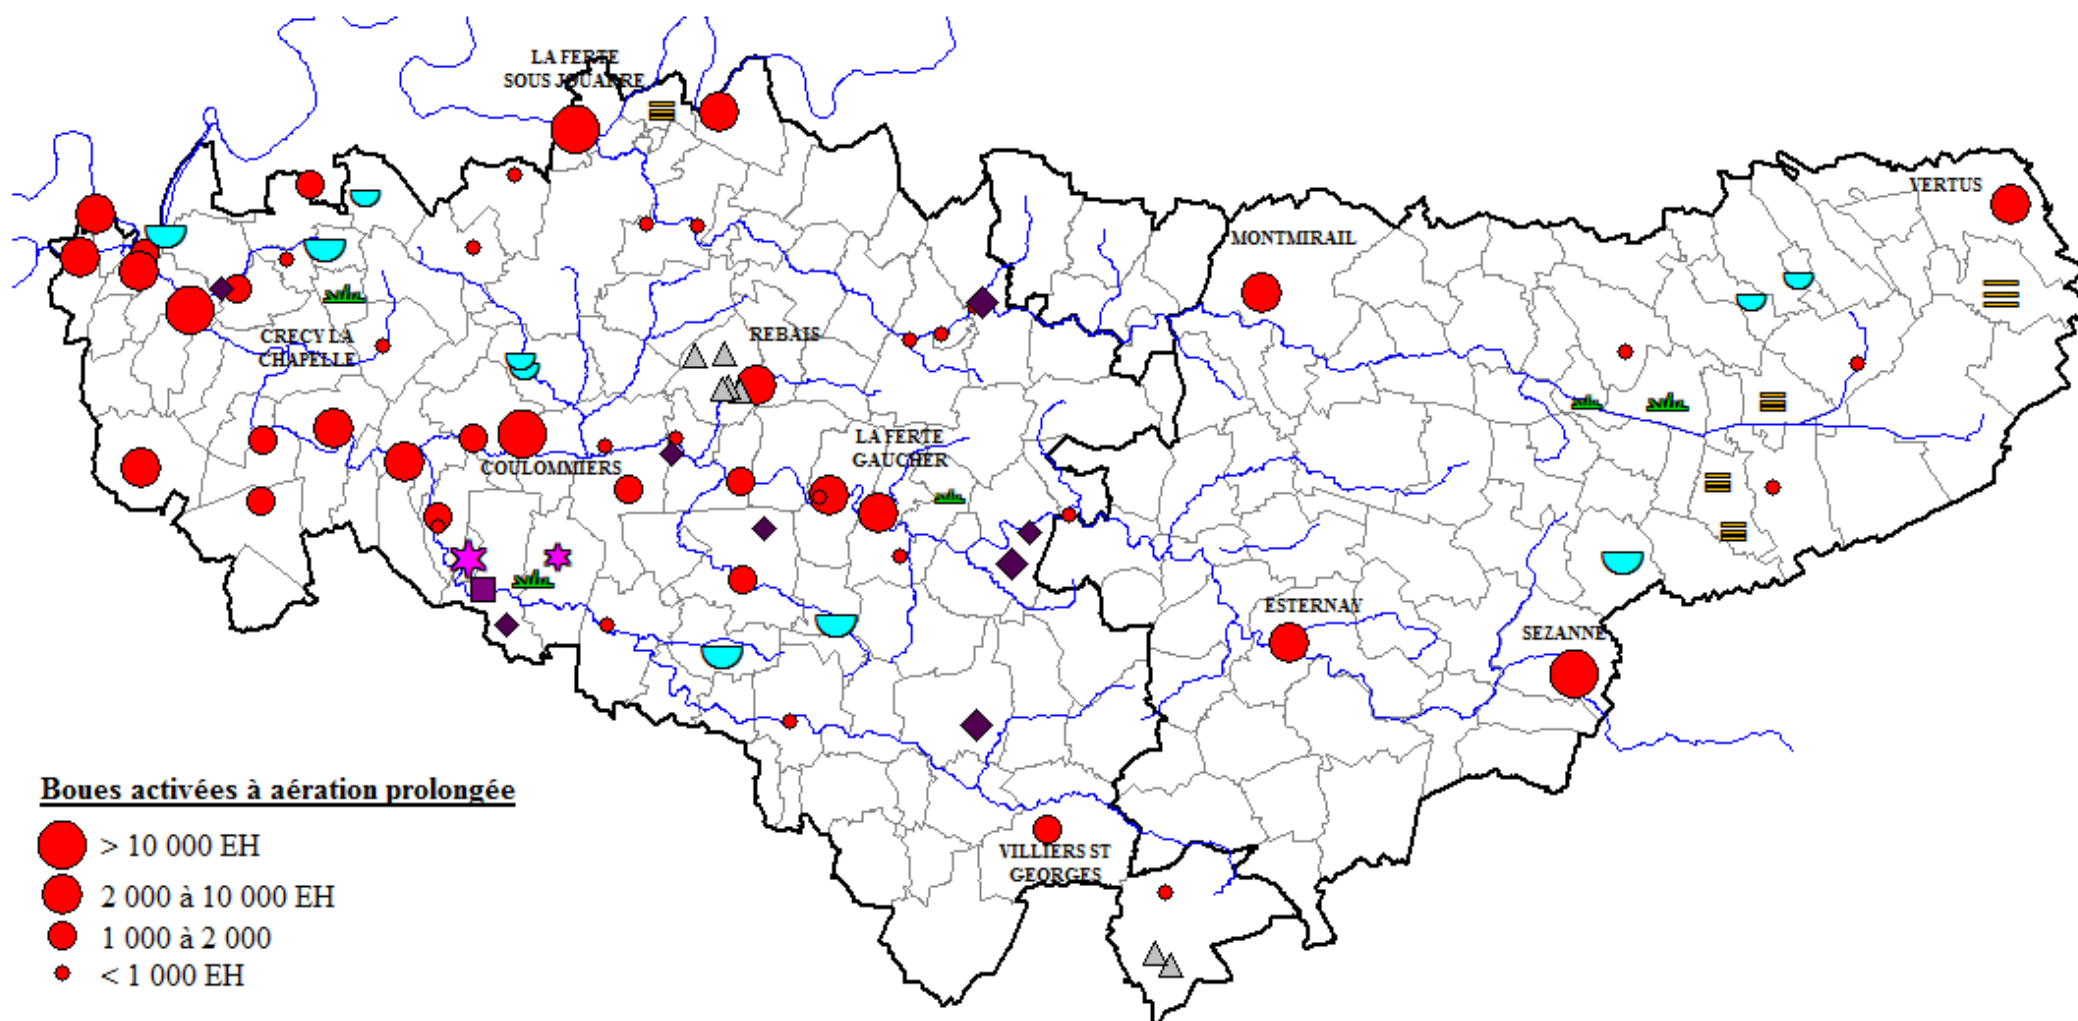 LA FERTE
SOUS JOUARRE
VERTUS
MONTMIRAIL
CRECY LA
CHAPELLE
REBAIS
LA FERTE
GAUCHER
COULOMMIERS
ESTERNAY
SEZANNE
Boues activées à aération prolongée
> 10 000 EH
2 000 à 10 000 EH
1 000 à 2 000
< 1 000 EH
VILLIERS ST
GEORGES